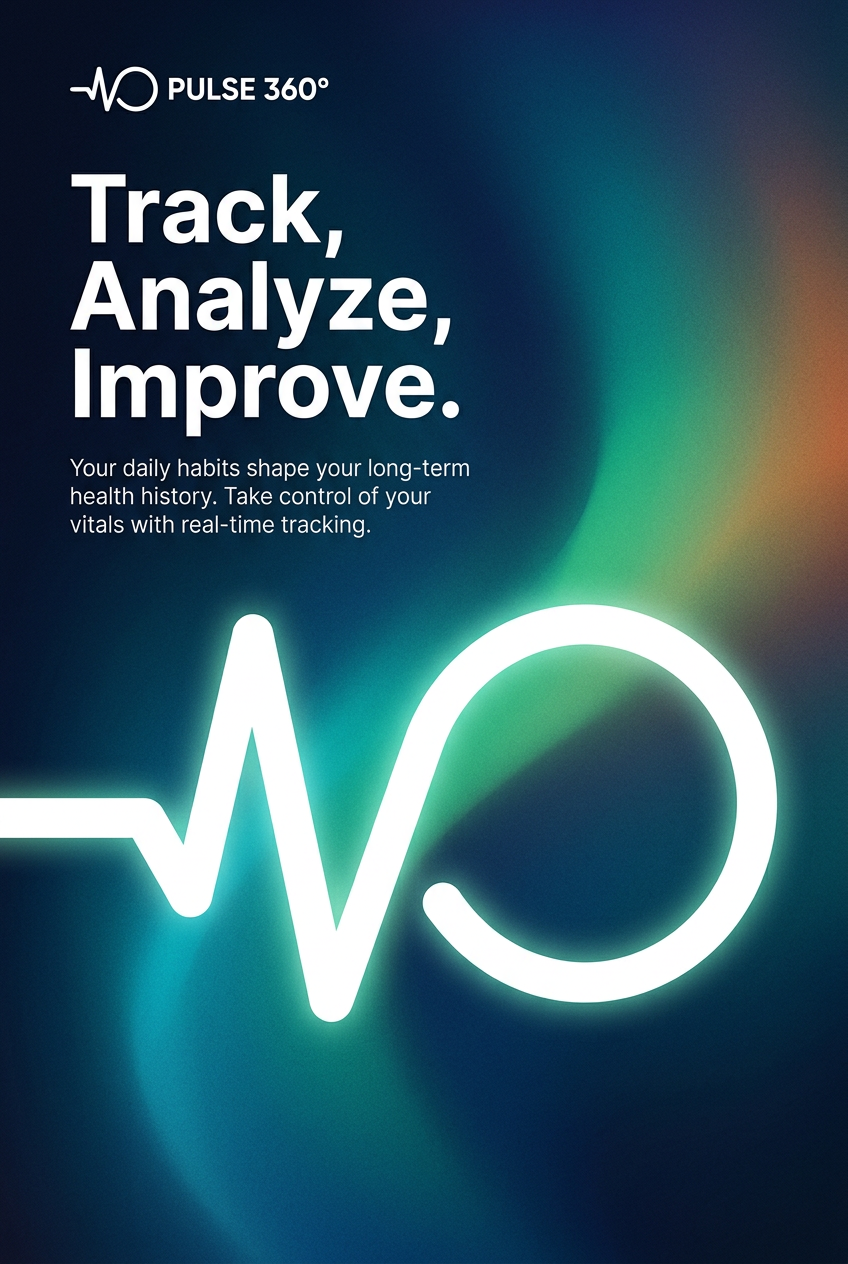 PULSE 360°
Track,
Analyze,
Improve.
Your daily habits shape your long-term
health history. Take control of your
vitals with real-time tracking.